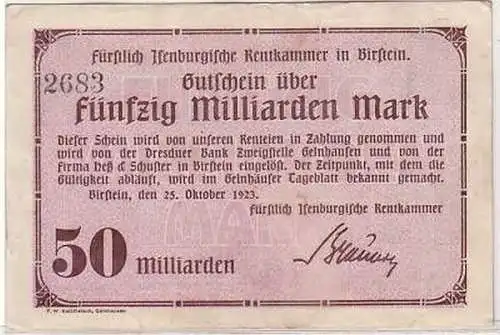 Fürstlich Isenburgische Rentkammer in Birstein.
2683
Gutschein über
Fünfzig Milliarden Mark
Dieser Schein wird von unseren Renteien in Zahlung genommen und
wird von der Dresdner Bank Zweigstelle Gelnhausen und von der
Firma Heß & Schuster in Birstein eingelöst. Der Zeitpunkt, mit dem die
Gültigkeit abläuft, wird im Gelnhäuser Tageblatt bekannt gemacht.
Birstein, den 25. Oktober 1923.
Fürstlich Isenburgische Rentkammer
50 Milliarden
F. W. Gelnhausen